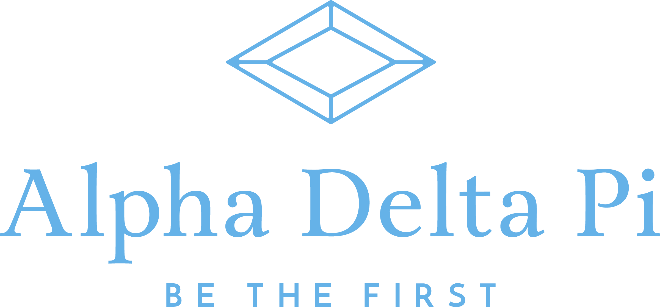 Alpha Delta Pi
BE THE FIRST